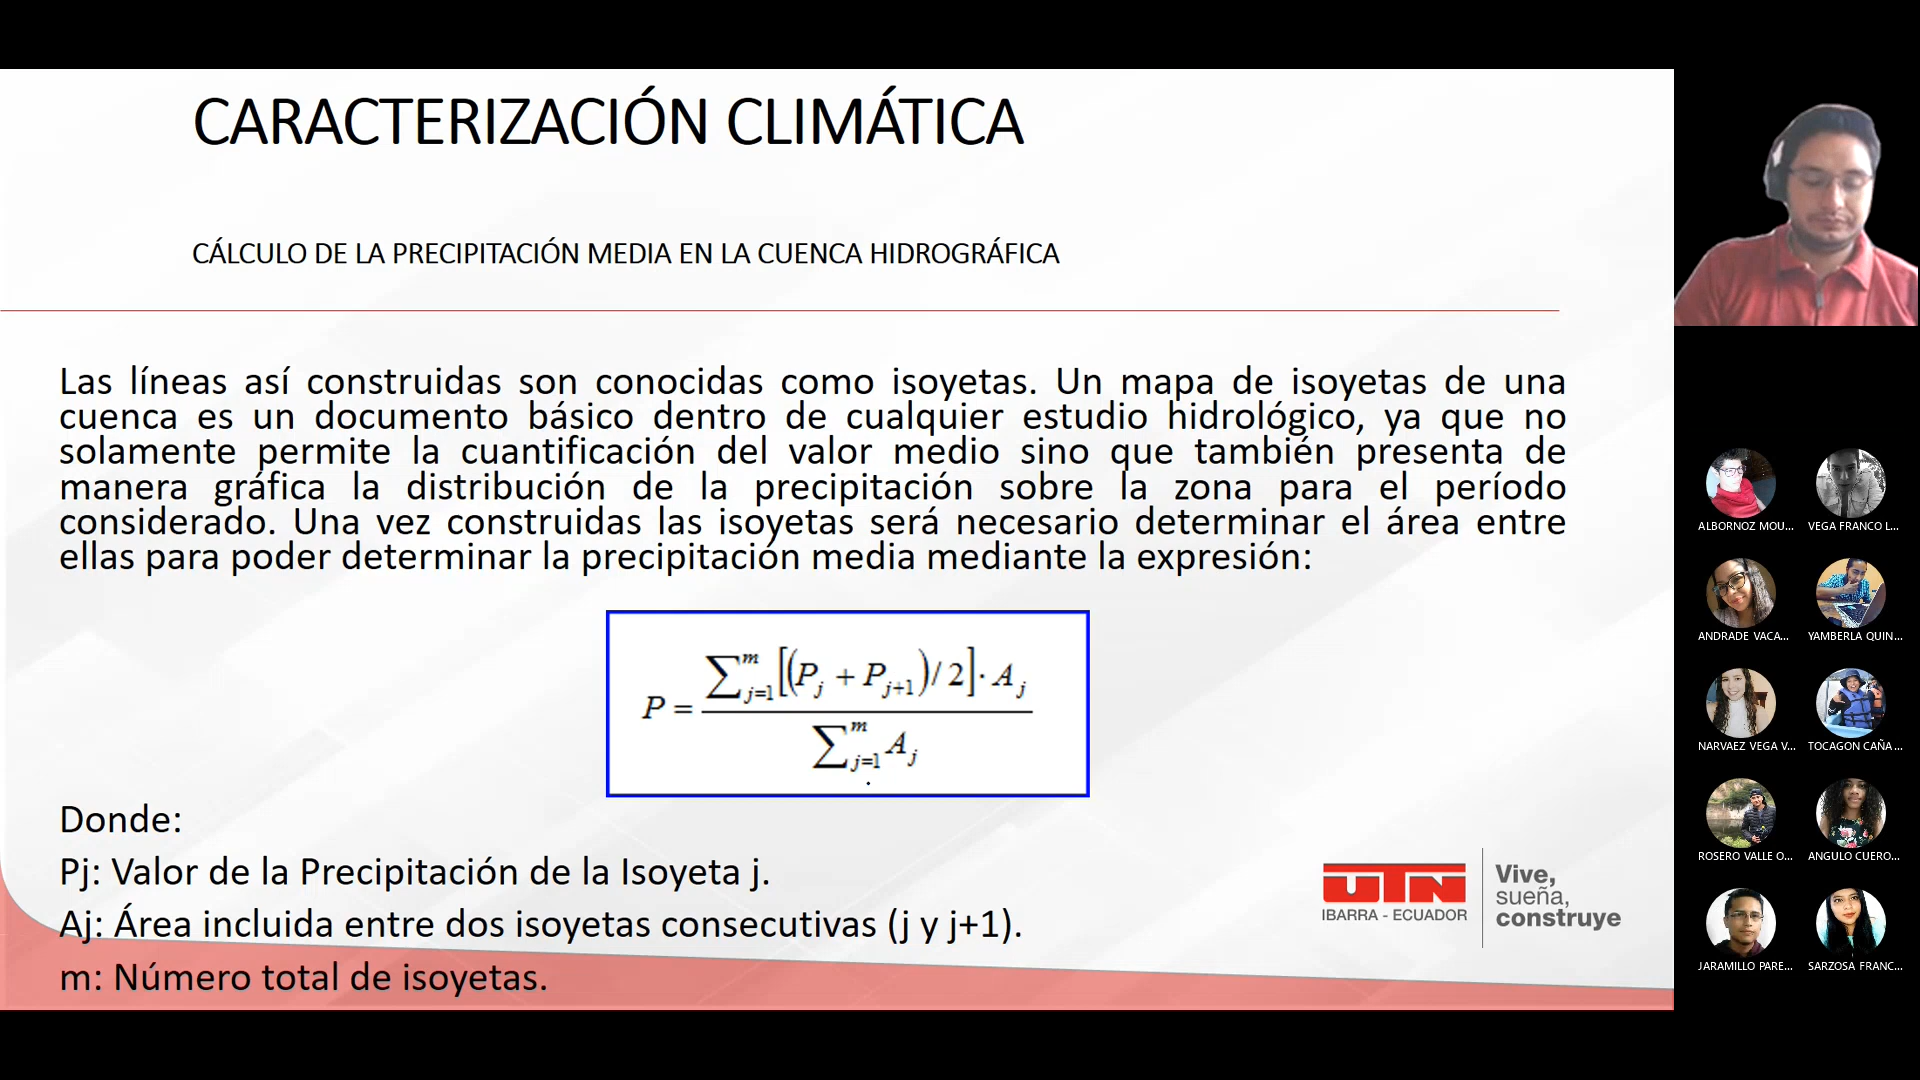 CARACTERIZACIÓN CLIMÁTICA
CÁLCULO DE LA PRECIPITACIÓN MEDIA EN LA CUENCA HIDROGRÁFICA
Las líneas así construidas son conocidas como isoyetas. Un mapa de isoyetas de una
cuenca es un documento básico dentro de cualquier estudio hidrológico, ya que no
solamente permite la cuantificación del valor medio sino que también presenta de
manera gráfica la distribución de la precipitación sobre la zona para el período
considerado. Una vez construidas las isoyetas será necesario determinar el área entre
ellas para poder determinar la precipitación media mediante la expresión:
P = ∑_{j=1}^{m} [(P_j + P_{j+1}) / 2] · A_j / ∑_{j=1}^{m} A_j
Donde:
Pj: Valor de la Precipitación de la Isoyeta j.
Aj: Área incluida entre dos isoyetas consecutivas (j y j+1).
m: Número total de isoyetas.
UTN
IBARRA - ECUADOR
Vive,
sueña,
construye
ALBORNOZ MOU...
VEGA FRANCO L...
ANDRADE VACA...
YAMBERLA QUIN...
NARVAEZ VEGA V...
TOCAGON CAÑA...
ROSERO VALLE O...
ANGULO CUERO...
JARAMILLO PARE...
SARZOSA FRANC...